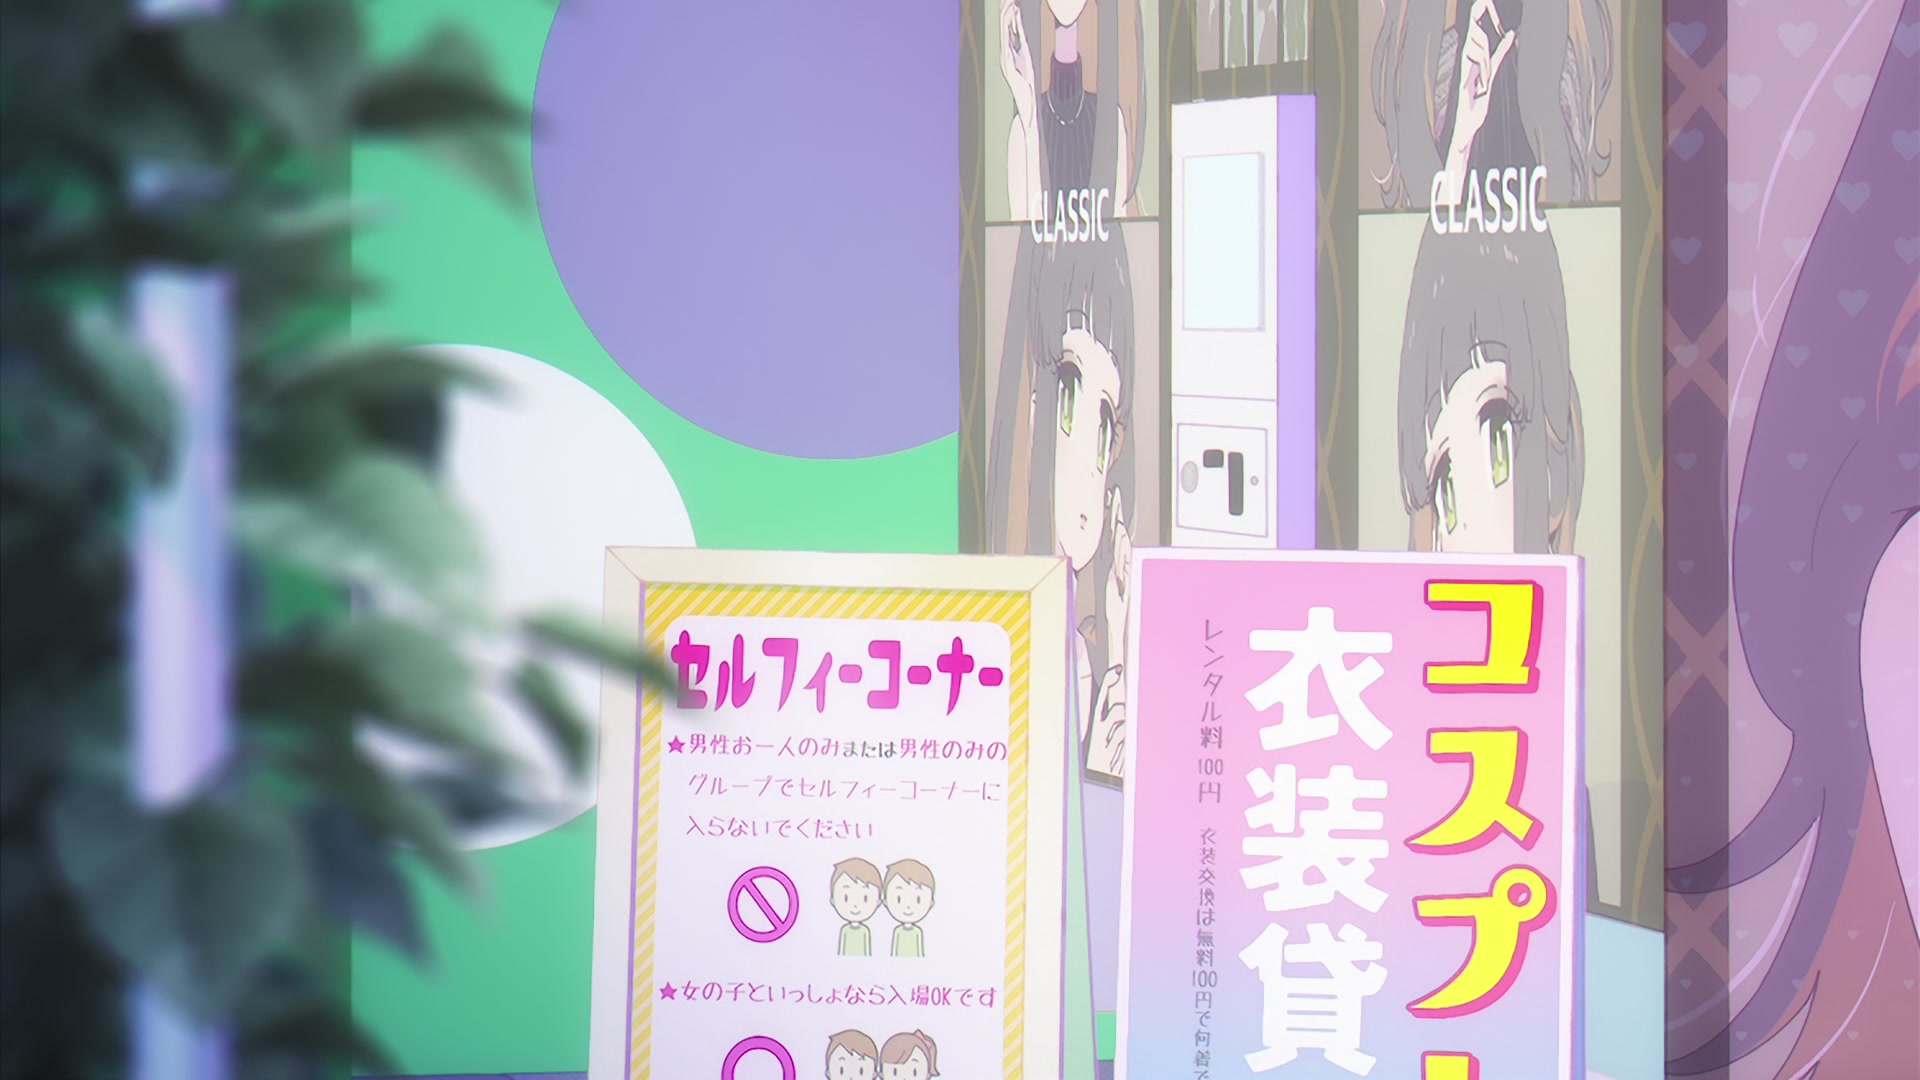 CLASSIC
CLASSIC
セルフィーコーナー
★男性お一人のみまたは男性のみの
グループでセルフィーコーナーに
入らないでください
★女の子といっしょなら入場OKです
コスプ
衣装貸
レンタル料100円 衣装交換は無料100円で何着で